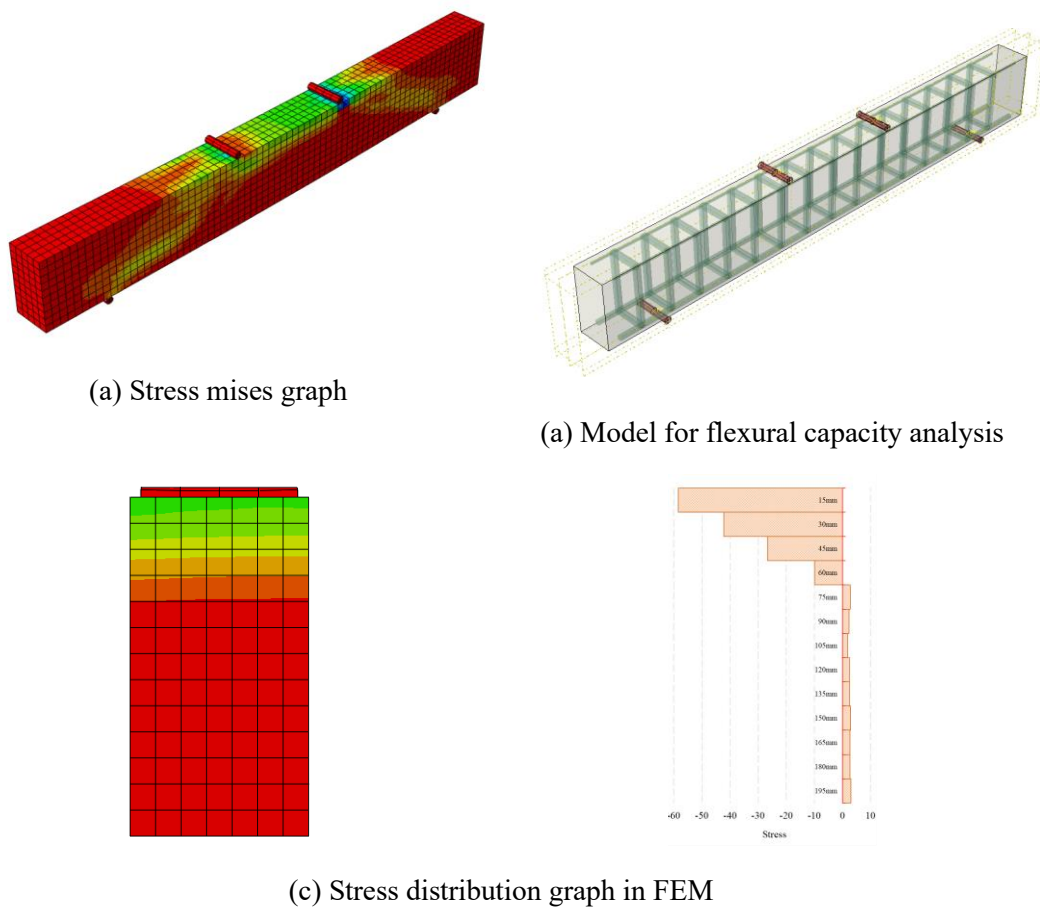 (a) Stress mises graph
(a) Model for flexural capacity analysis
15mm
30mm
45mm
60mm
75mm
90mm
105mm
120mm
135mm
150mm
165mm
180mm
195mm
-60 -50 -40 -30 -20 -10 0 10
Stress
(c) Stress distribution graph in FEM